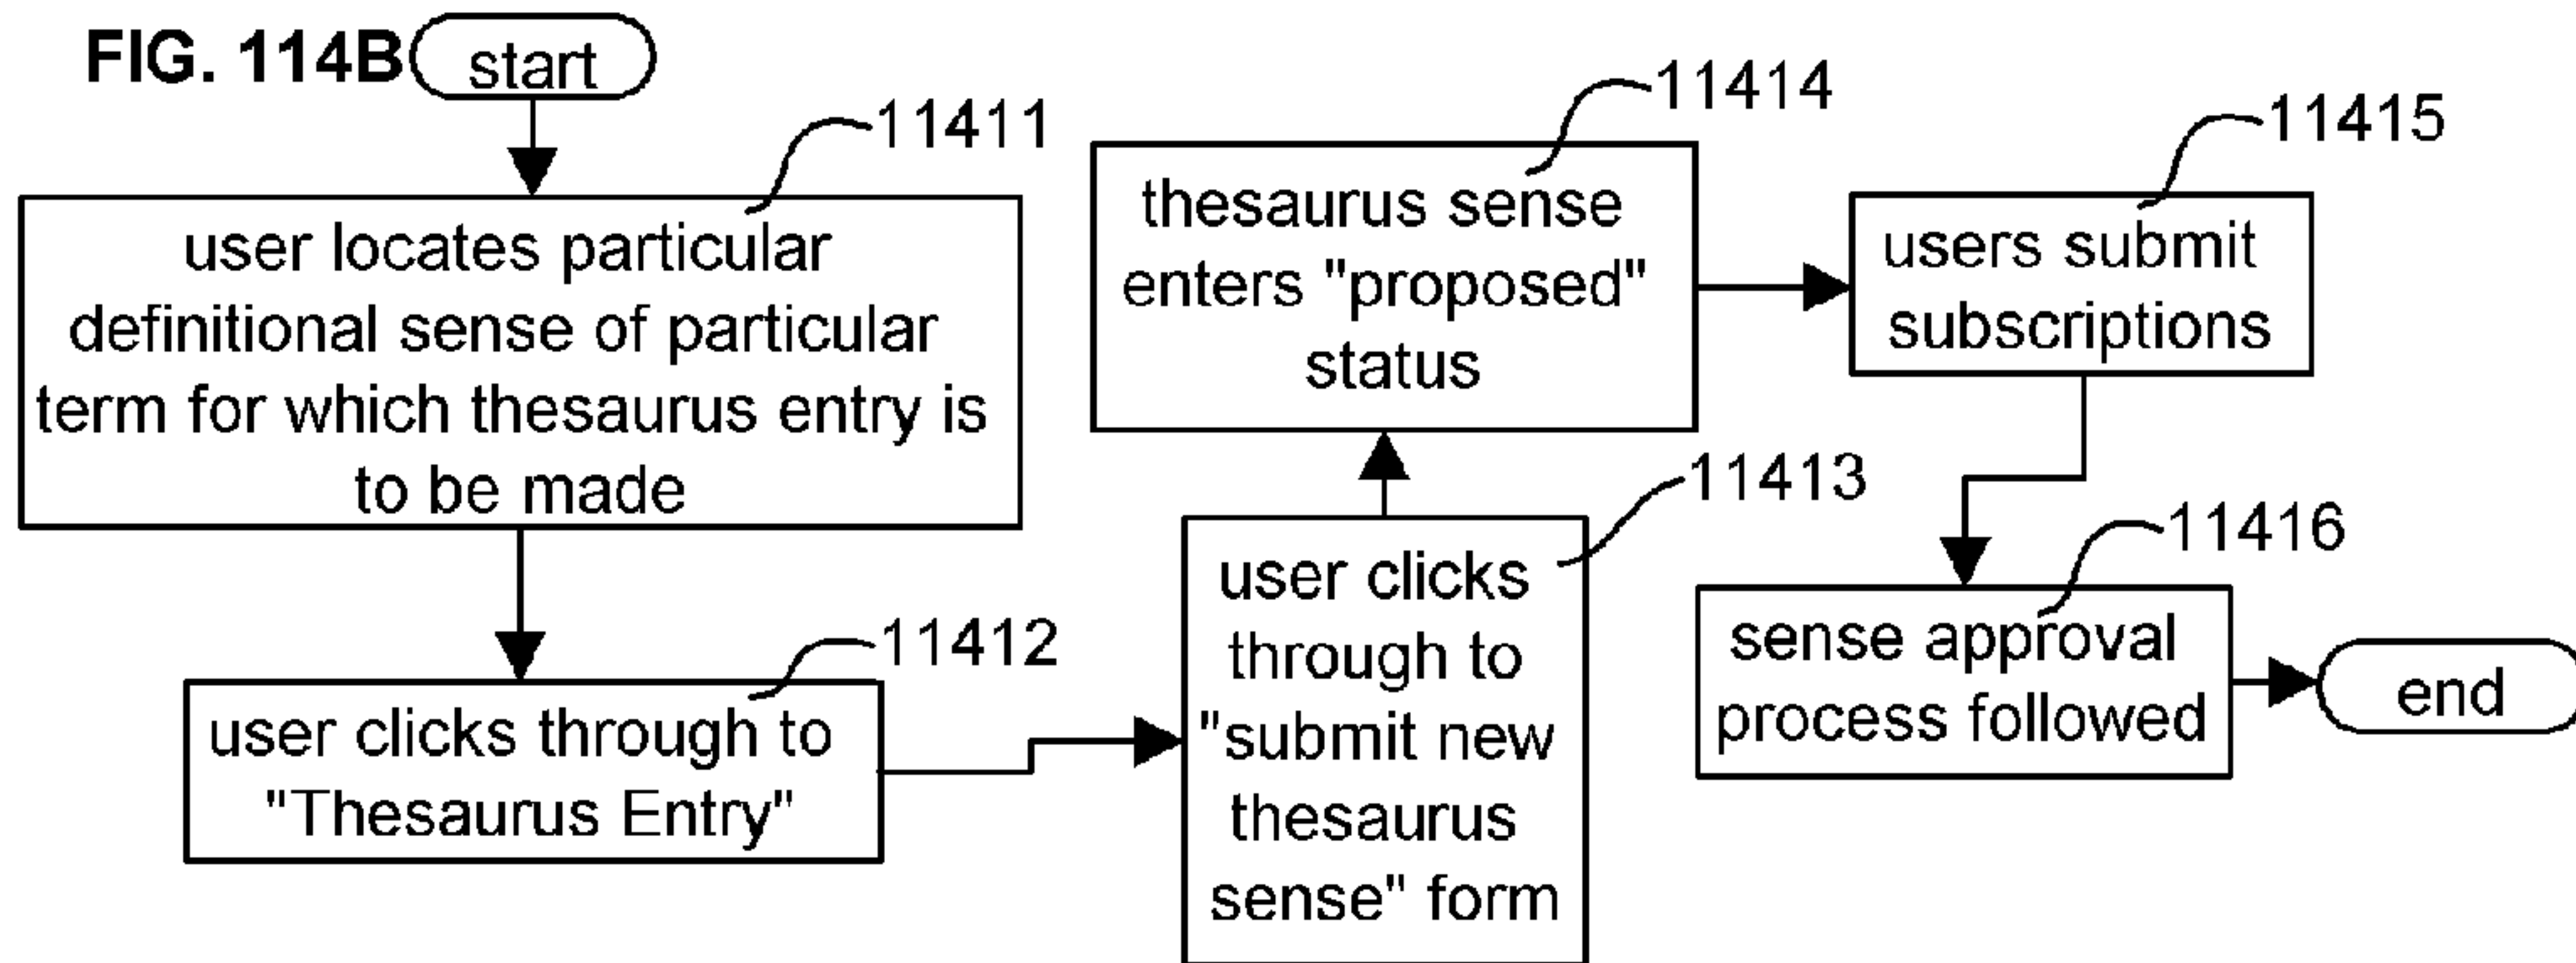 FIG. 114B
start
11411
user locates particular
definitional sense of particular
term for which thesaurus entry is
to be made
11412
user clicks through to
"Thesaurus Entry"
11413
user clicks
through to
"submit new
thesaurus
sense" form
11414
thesaurus sense
enters "proposed"
status
11415
users submit
subscriptions
11416
sense approval
process followed
end